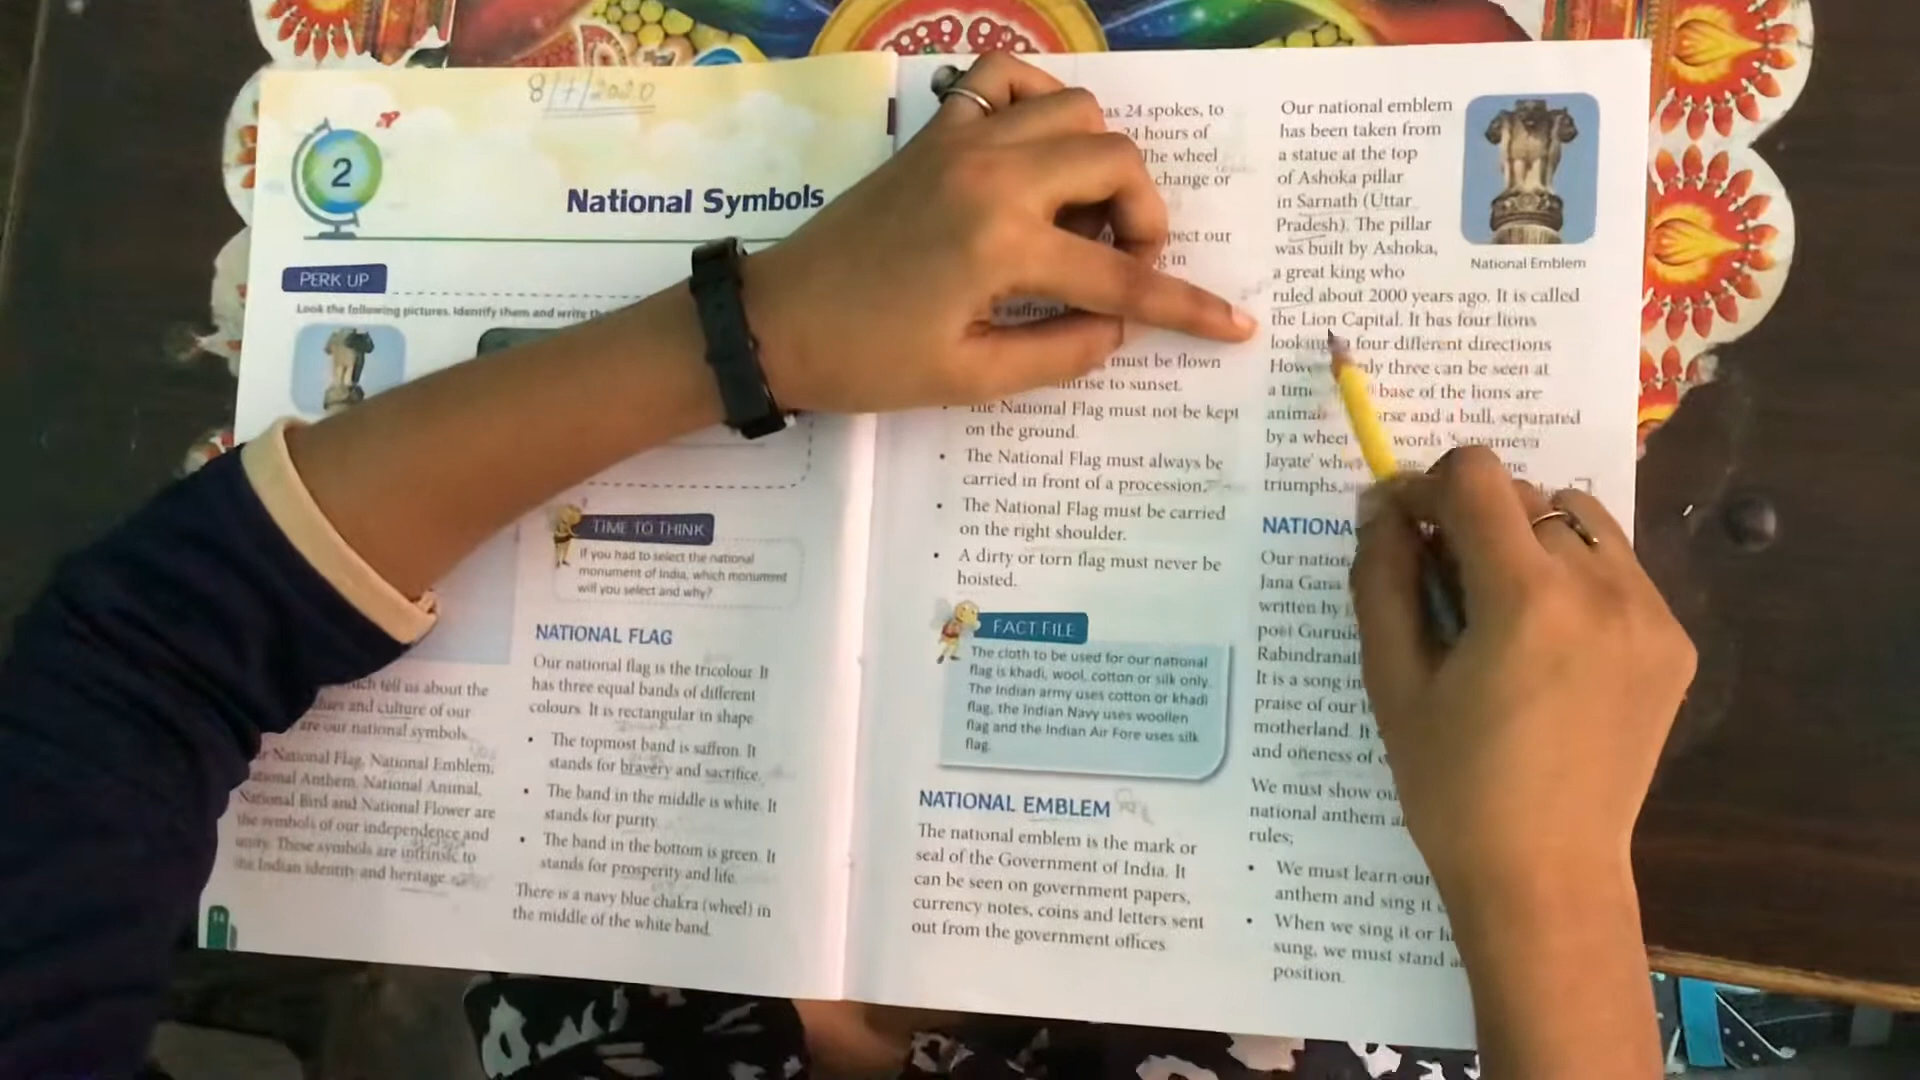 2
National Symbols
PERK UP
Look the following pictures. Identify them and write
TIME TO THINK
If you had to select the national
monument of India, which monument
will you select and why?
tell us about the
and culture of our
are our national symbols.
National Flag, National Emblem,
National Anthem, National Animal,
National Bird and National Flower are
the symbols of our independence and
unity. These symbols are intrinsic to
the Indian identity and heritage.
14
NATIONAL FLAG
Our national flag is the tricolour. It
has three equal bands of different
colours. It is rectangular in shape
• The topmost band is saffron. It
stands for bravery and sacrifice.
• The band in the middle is white. It
stands for purity.
• The band in the bottom is green. It
stands for prosperity and life.
There is a navy blue chakra (wheel) in
the middle of the white band.
24 spokes, to
24 hours of
The wheel
change or
our
in
saffron
must be flown
to sunset.
• The National Flag must not be kept
on the ground.
• The National Flag must always be
carried in front of a procession.
• The National Flag must be carried
on the right shoulder.
• A dirty or torn flag must never be
hoisted.
FACT FILE
The cloth to be used for our national
flag is khadi, wool, cotton or silk only.
The Indian army uses cotton or khadi
flag, the Indian Navy uses woollen
flag and the Indian Air Fore uses silk
flag.
NATIONAL EMBLEM
The national emblem is the mark or
seal of the Government of India. It
can be seen on government papers,
currency notes, coins and letters sent
out from the government offices
Our national emblem
has been taken from
a statue at the top
of Ashoka pillar
in Sarnath (Uttar
Pradesh). The pillar
was built by Ashoka,
a great king who
ruled about 2000 years ago. It is called
the Lion Capital. It has four lions
looking four different directions
three can be seen at
a base of the lions are
and a bull, separated
by a wheel words 'Satyameva
Jayate'
triumphs.
National Emblem
Our
Jana Gana
written by
poet
It is a song in
praise of our
motherland. It
and oneness of
We must show
national anthem
rules;
• We must learn our
anthem and sing it
• When we sing it or
sung, we must stand
position.